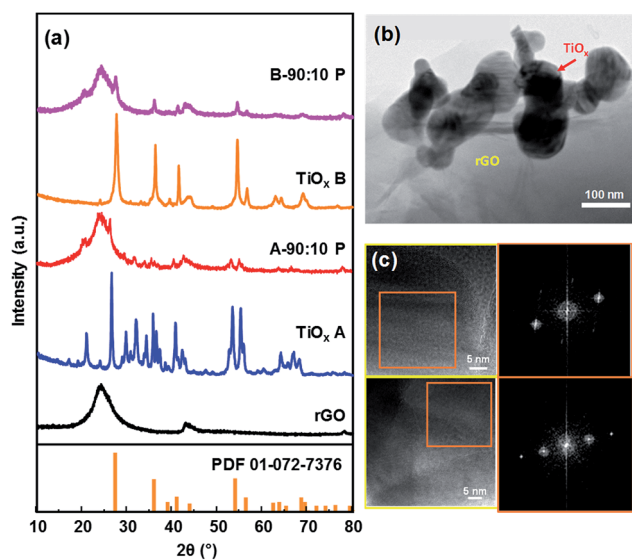 (a)
B-90:10 P
TiOₓ B
A-90:10 P
TiOₓ A
rGO
PDF 01-072-7376
Intensity (a.u.)
10 20 30 40 50 60 70 80
2θ (°)
(b)
TiOₓ
rGO
100 nm
(c)
5 nm
5 nm